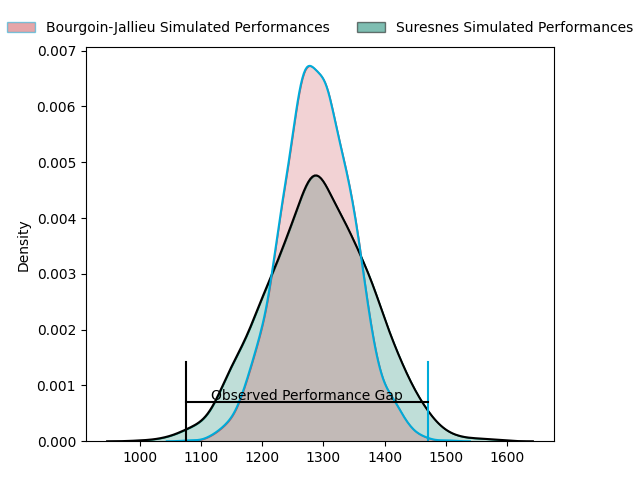 Bourgoin-Jallieu Simulated Performances Suresnes Simulated Performances
0.007
0.006
0.005
0.004
0.003
0.002
0.001
0.000
Density
Observed Performance Gap
1000 1100 1200 1300 1400 1500 1600